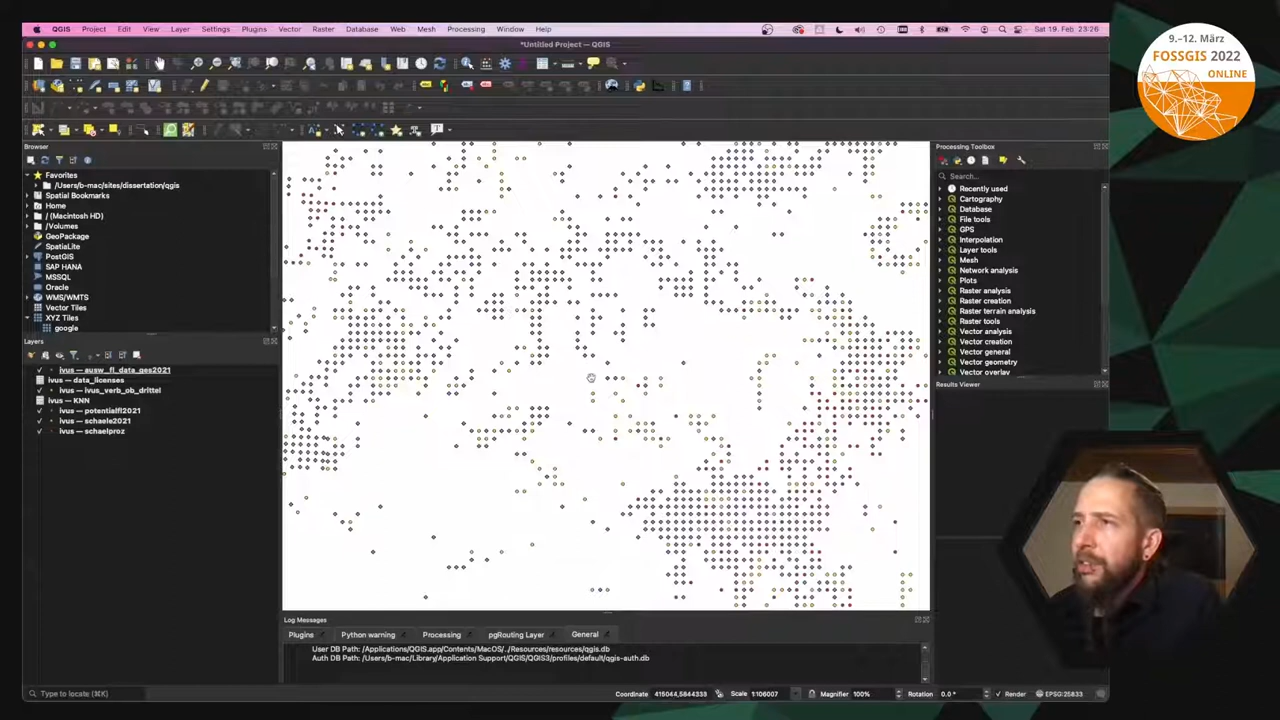 QGIS Project Edit View Layer Settings Plugins Vector Raster Database Web Mesh Processing Window Help
Sat 19. Feb 23:26
*Untitled Project — QGIS
9.–12. März
FOSSGIS 2022
ONLINE
Browser
Favorites
/Users/b-mac/sites/dissertation/qgis
Spatial Bookmarks
Home
/ (Macintosh HD)
/Volumes
GeoPackage
SpatiaLite
PostGIS
SAP HANA
MSSQL
Oracle
WMS/WMTS
Vector Tiles
XYZ Tiles
google
Layers
ivus — ausw_fl_data_ges2021
ivus — data_licenses
ivus — ivus_verb_ob_drittel
ivus — KNN
ivus — potentialfl2021
ivus — schaele2021
ivus — schaelproz
Processing Toolbox
Search...
Recently used
Cartography
Database
File tools
GPS
Interpolation
Layer tools
Mesh
Network analysis
Plots
Raster analysis
Raster creation
Raster terrain analysis
Raster tools
Vector analysis
Vector creation
Vector general
Vector geometry
Vector overlay
Results Viewer
Log Messages
Plugins Python warning Processing pgRouting Layer General
User DB Path: /Applications/QGIS.app/Contents/MacOS/../Resources/resources/qgis.db
Auth DB Path: /Users/b-mac/Library/Application Support/QGIS/QGIS3/profiles/default/qgis-auth.db
Type to locate (⌘K)
Coordinate 415044,5844333 Scale 1:106007 Magnifier 100% Rotation 0.0 ° Render EPSG:25833